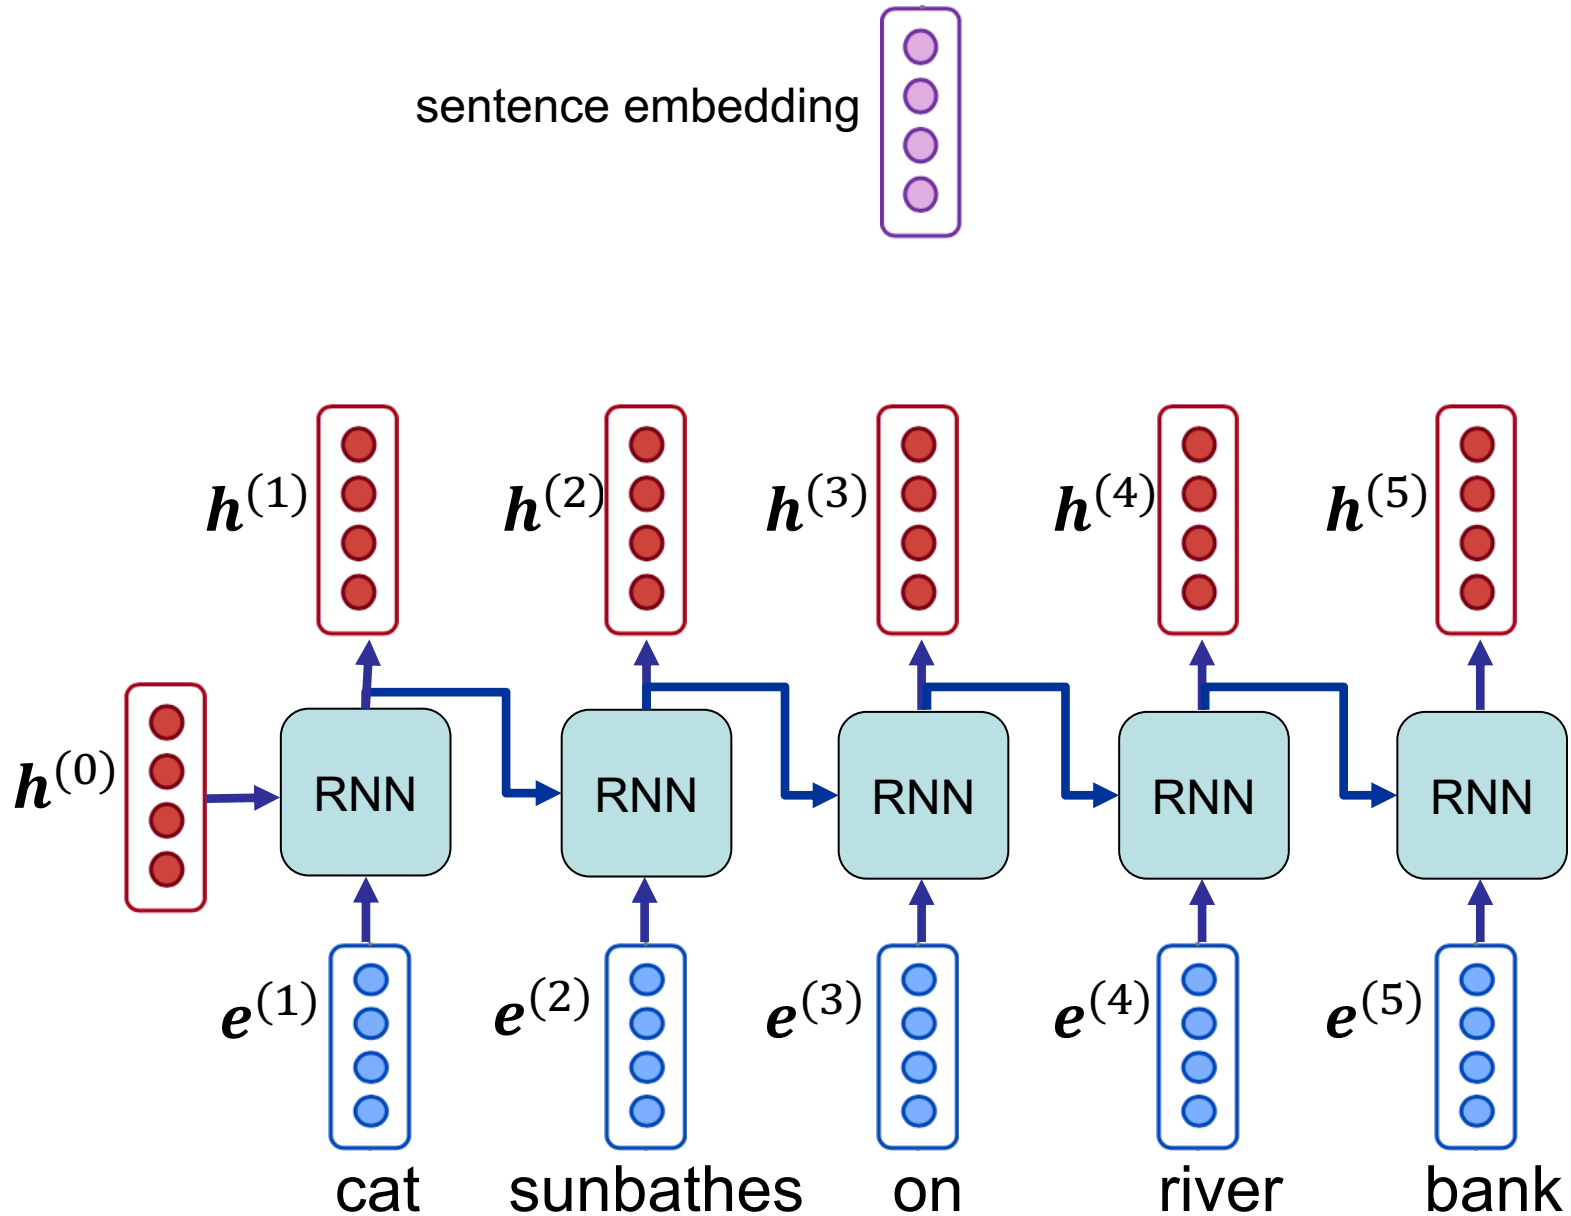 sentence embedding
h^(1) h^(2) h^(3) h^(4) h^(5)
h^(0) RNN RNN RNN RNN RNN
e^(1) e^(2) e^(3) e^(4) e^(5)
cat sunbathes on river bank